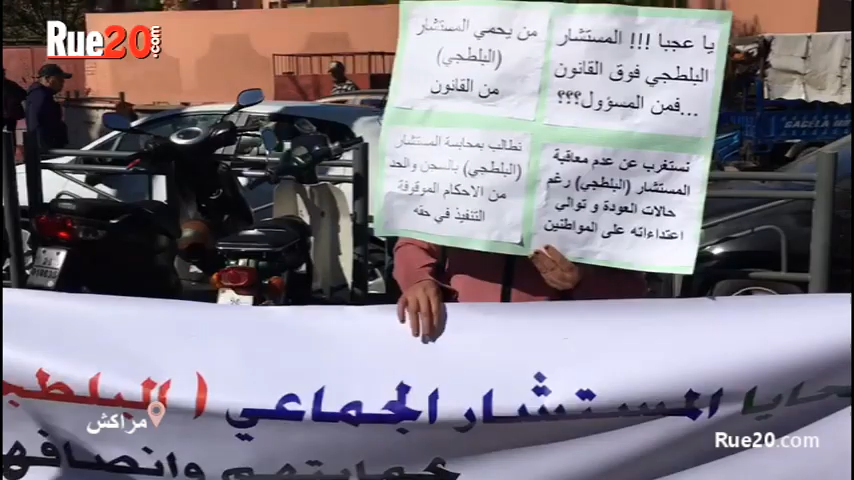 Rue20.com
يا عجبا !!! المستشار
البلطجي فوق القانون
...فمن المسؤول؟؟؟
من يحمي المستشار
(البلطجي)
من القانون
نستغرب عن عدم معاقبة
المستشار (البلطجي) رغم
حالات العودة و توالي
اعتداءاته على المواطنين
نطالب بمحاسبة المستشار
(البلطجي) بالسجن والحد
من الاحكام الموقوفة
التنفيذ في حقه
المستشار الجماعي (
وانصافهم
مراكش
Rue20.com